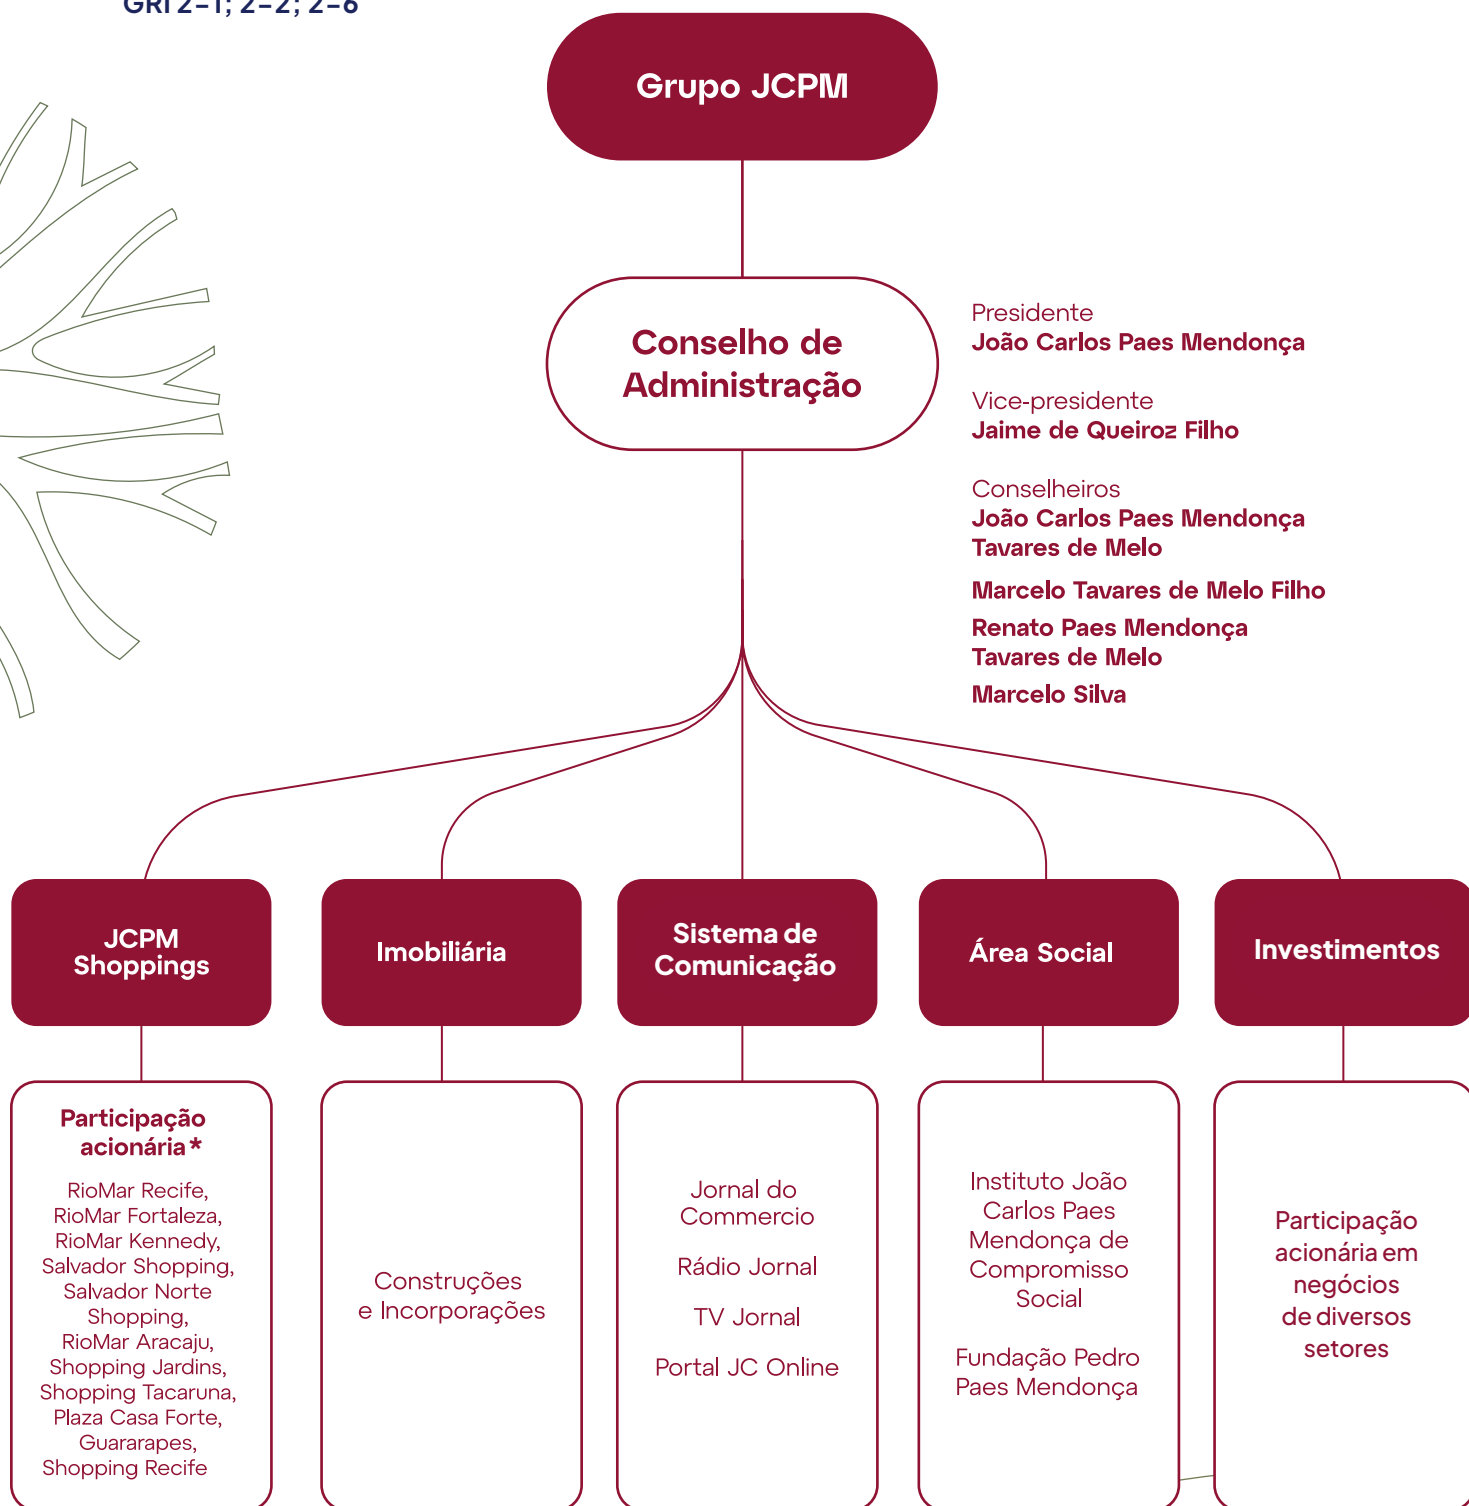 GRI 2-1; 2-2; 2-6
Grupo JCPM
Conselho de
Administração
Presidente
João Carlos Paes Mendonça
Vice-presidente
Jaime de Queiroz Filho
Conselheiros
João Carlos Paes Mendonça
Tavares de Melo
Marcelo Tavares de Melo Filho
Renato Paes Mendonça
Tavares de Melo
Marcelo Silva
JCPM
Shoppings
Imobiliária
Sistema de
Comunicação
Área Social
Investimentos
Participação
acionária*
RioMar Recife,
RioMar Fortaleza,
RioMar Kennedy,
Salvador Shopping,
Salvador Norte
Shopping,
RioMar Aracaju,
Shopping Jardins,
Shopping Tacaruna,
Plaza Casa Forte,
Guararapes,
Shopping Recife
Construções
e Incorporações
Jornal do
Commercio
Rádio Jornal
TV Jornal
Portal JC Online
Instituto João
Carlos Paes
Mendonça de
Compromisso
Social
Fundação Pedro
Paes Mendonça
Participação
acionária em
negócios
de diversos
setores